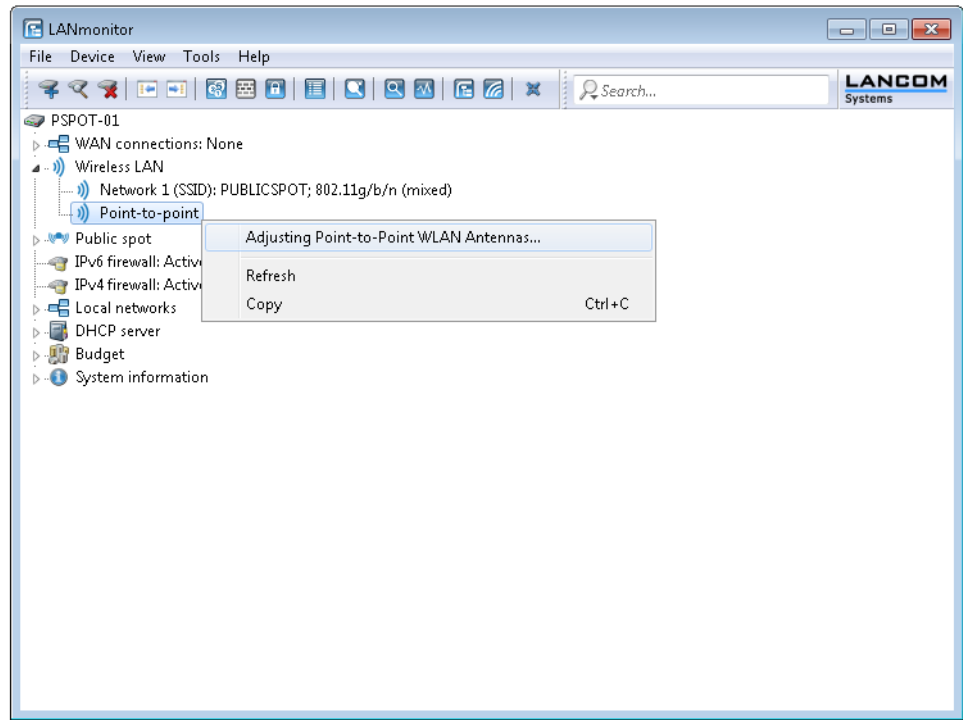 LANmonitor
File Device View Tools Help
Search...
LANCOM
Systems
PSPOT-01
WAN connections: None
Wireless LAN
Network 1 (SSID): PUBLICSPOT; 802.11g/b/n (mixed)
Point-to-point
Adjusting Point-to-Point WLAN Antennas...
Public spot
IPv6 firewall: Activ
Refresh
IPv4 firewall: Activ
Copy Ctrl+C
Local networks
DHCP server
Budget
System information